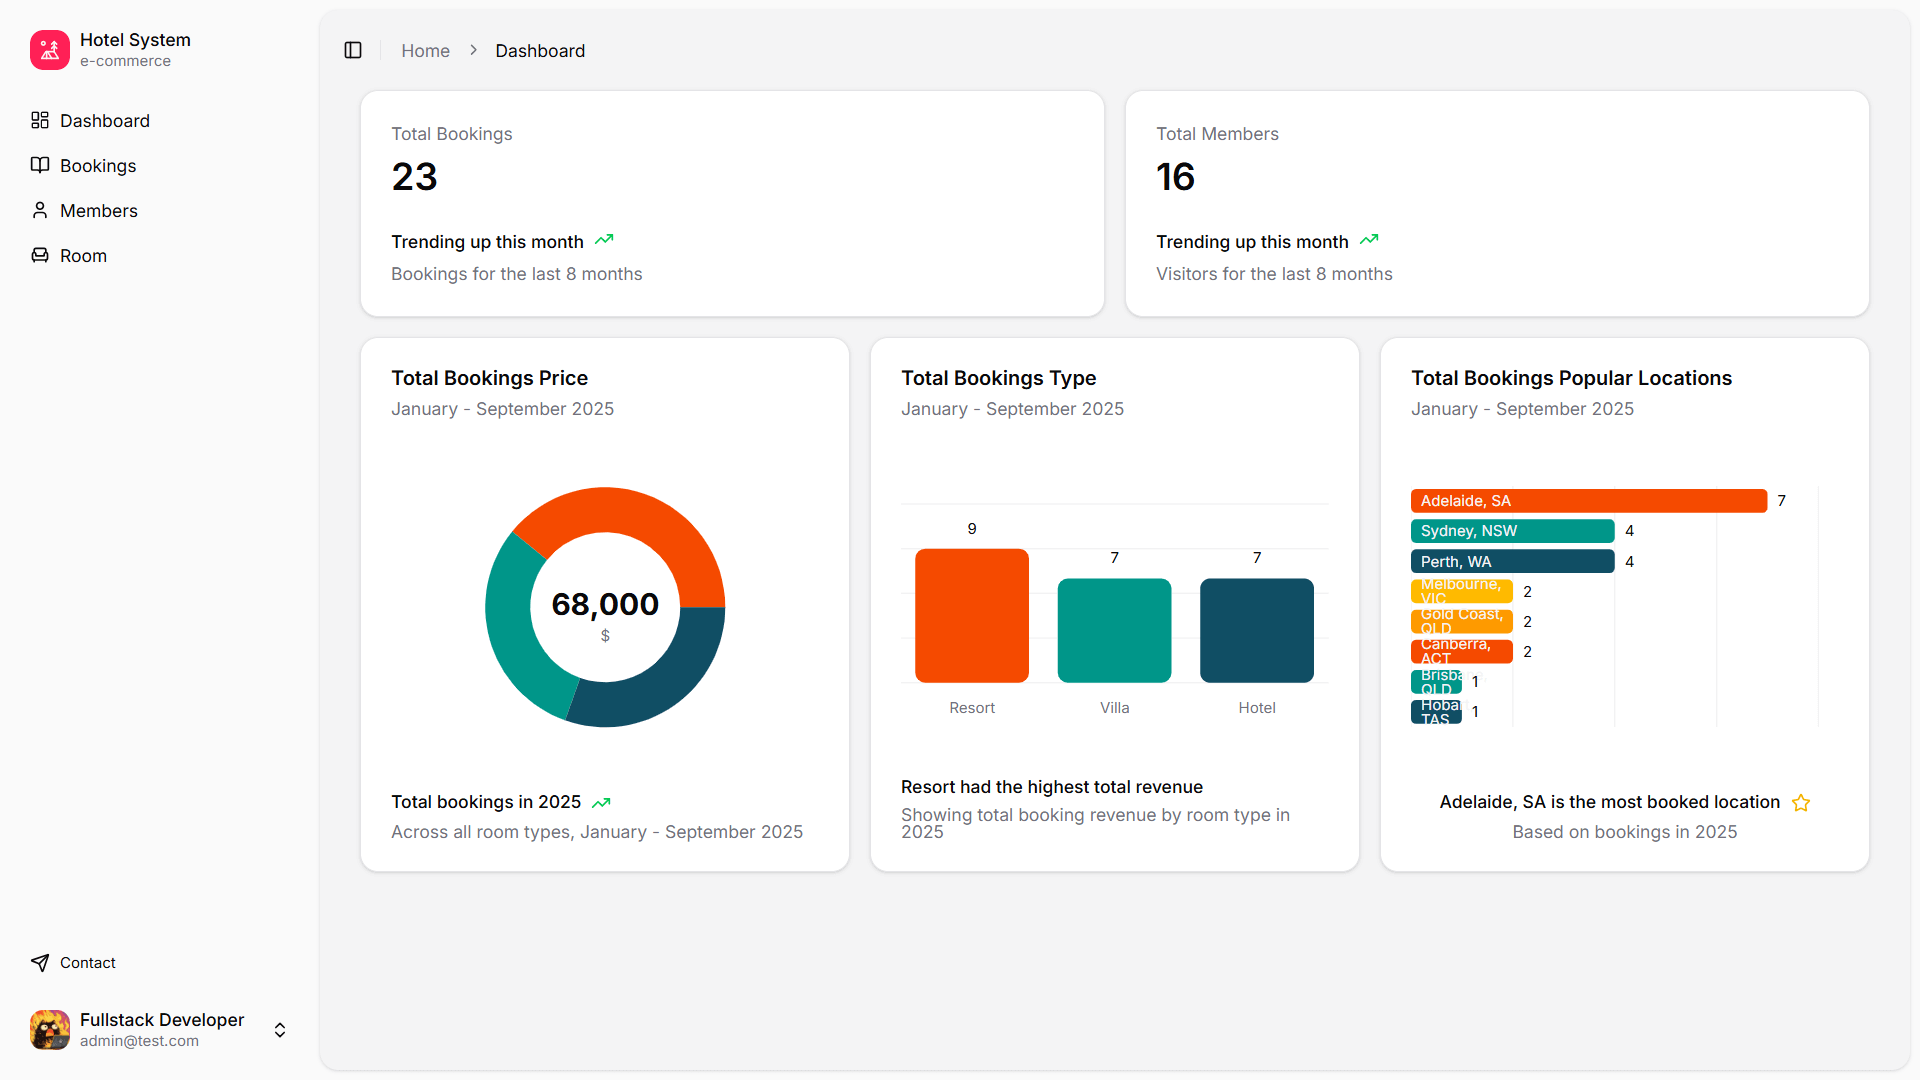 Hotel System
e-commerce
Dashboard
Bookings
Members
Room
Contact
Fullstack Developer
admin@test.com
Home
Dashboard
Total Bookings
23
Trending up this month
Bookings for the last 8 months
Total Members
16
Trending up this month
Visitors for the last 8 months
Total Bookings Price
January - September 2025
68,000
$
Total bookings in 2025
Across all room types, January - September 2025
Total Bookings Type
January - September 2025
9
7
7
Resort
Villa
Hotel
Resort had the highest total revenue
Showing total booking revenue by room type in
2025
Total Bookings Popular Locations
January - September 2025
Adelaide, SA 7
Sydney, NSW 4
Perth, WA 4
Melbourne,
VIC 2
Gold Coast,
QLD 2
Canberra,
ACT 2
QLD 1
TAS 1
Adelaide, SA is the most booked location
Based on bookings in 2025